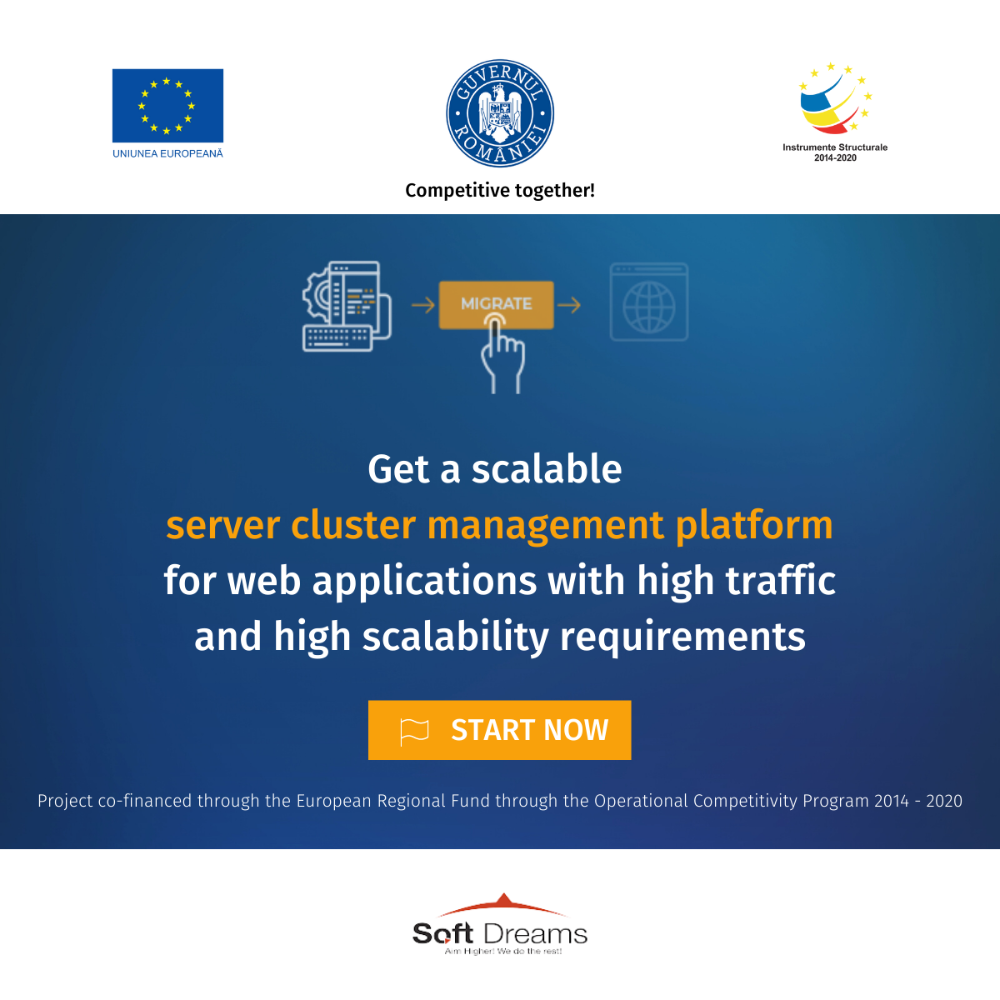 UNIUNEA EUROPEANĂ
GUVERNUL
ROMÂNIEI
Instrumente Structurale
2014-2020
Competitive together!
MIGRATE
Get a scalable
server cluster management platform
for web applications with high traffic
and high scalability requirements
START NOW
Project co-financed through the European Regional Fund through the Operational Competitivity Program 2014 - 2020
Soft Dreams
Aim Higher! We do the rest!